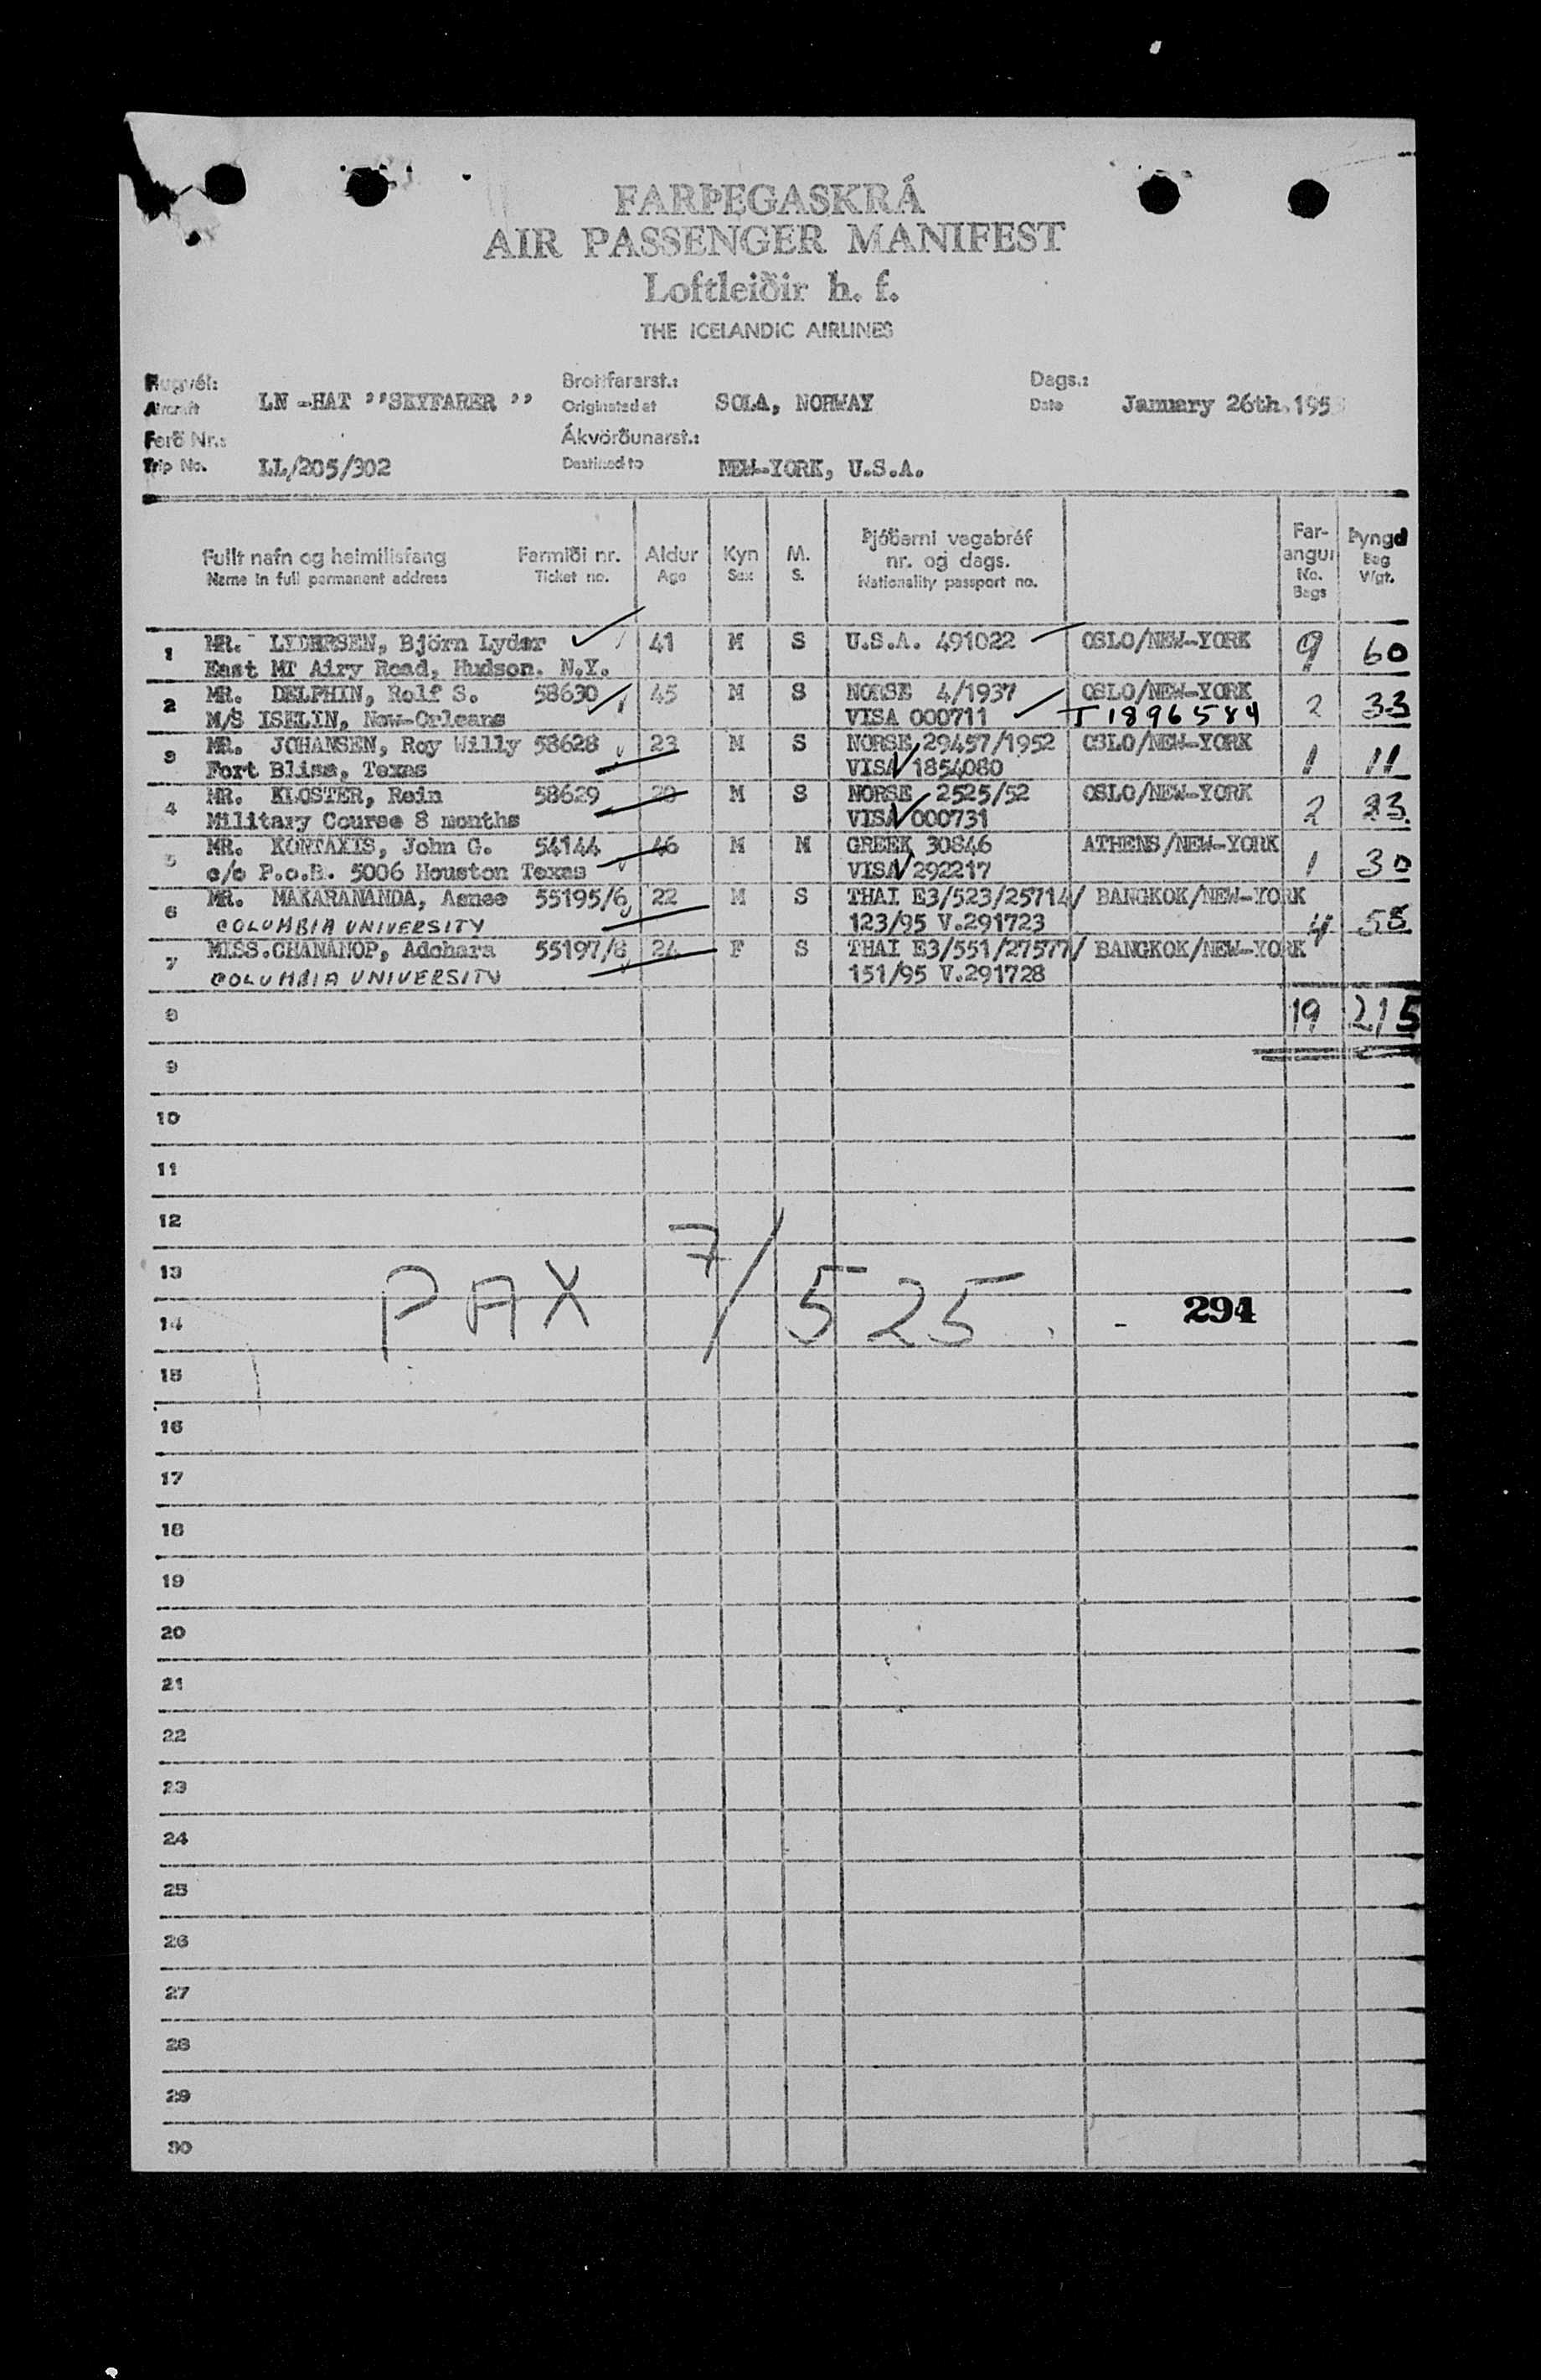 FARÞEGASKRÁ
AIR PASSENGER MANIFEST
Loftleiðir h. f.
THE ICELANDIC AIRLINES
Flugvél: Brottfararst.: Dags.:
Aircraft LN -HAT "SKYFARER " Originated at SOLA, NORWAY Date January 26th.195
Ferð Nr.: Ákvörðunarst.:
Trip No. LL/205/302 Destined to NEW-YORK, U.S.A.
Fullt nafn og heimilisfang Farmiði nr. Aldur Kyn M. Þjóðerni vegabréf nr. og dags. Farangur Þyngd
Name in full permanent address Ticket no. Age Sex S. Nationality passport no. No. Bags Bag Wgt.
1 MR. LYDERSEN, Björn Lyder 41 M S U.S.A. 491022 OSLO/NEW-YORK 9 60
East MT Airy Road, Hudson. N.Y.
2 MR. DELPHIN, Rolf S. 58630 45 M S NORSE 4/1937 OSLO/NEW-YORK 2 33
M/S ISELIN, New-Orleans VISA 000711 T 1896584
3 MR. JOHANSEN, Roy Willy 58628 23 M S NORSE 29457/1952 OSLO/NEW-YORK 1 11
Fort Bliss, Texas VISA 1854080
4 MR. KLOSTER, Rein 58629 28 M S NORSE 2525/52 OSLO/NEW-YORK 2 23
Military Course 8 months VISA 000731
5 MR. KONTAXIS, John G. 54144 46 M M GREEK 30846 ATHENS/NEW-YORK 1 30
c/o P.o.B. 5006 Houston Texas VISA 292217
6 MR. MAKARANANDA, Asnee 55195/6 22 M S THAI E3/523/25714/ BANGKOK/NEW-YORK 4 58
COLUMBIA UNIVERSITY 123/95 V.291723
7 MISS.CHANANOP, Adchara 55197/8 24 F S THAI E3/551/27577/ BANGKOK/NEW-YORK
COLUMBIA UNIVERSITY 151/95 V.291728
8 19 215
9
10
11
12
13
PAX 7/525.
14 294
15
16
17
18
19
20
21
22
23
24
25
26
27
28
29
30